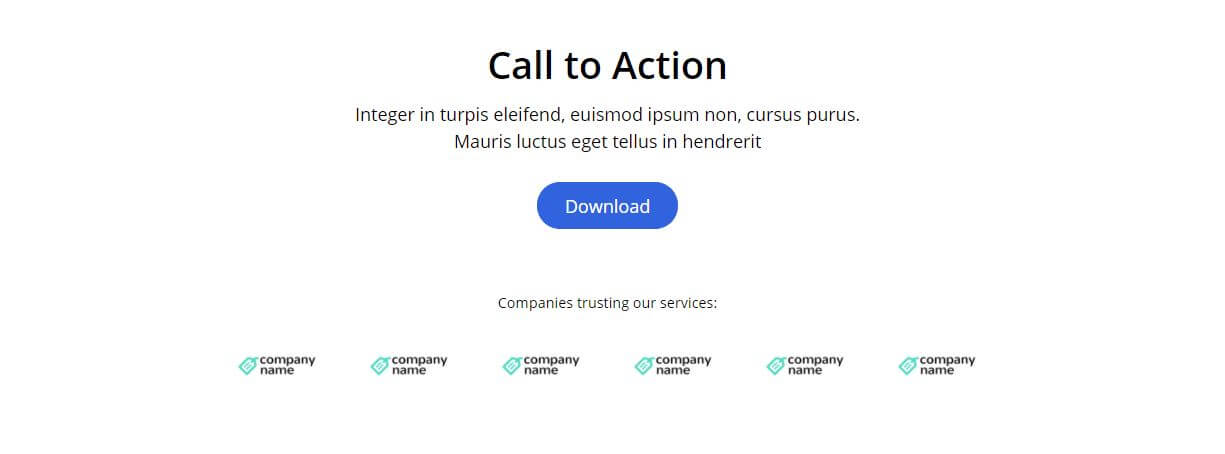 Call to Action
Integer in turpis eleifend, euismod ipsum non, cursus purus.
Mauris luctus eget tellus in hendrerit
Download
Companies trusting our services:
company name
company name
company name
company name
company name
company name